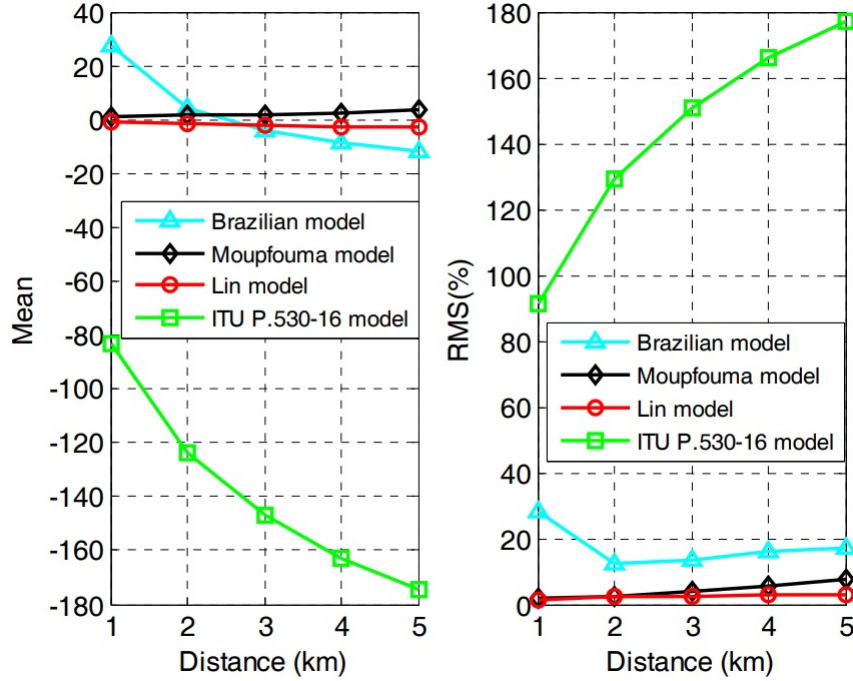 40
20
0
-20
-40
-60
-80
-100
-120
-140
-160
-180
Mean
Brazilian model
Moupfouma model
Lin model
ITU P.530-16 model
1 2 3 4 5
Distance (km)
180
160
140
120
100
80
60
40
20
0
RMS(%)
Brazilian model
Moupfouma model
Lin model
ITU P.530-16 model
1 2 3 4 5
Distance (km)